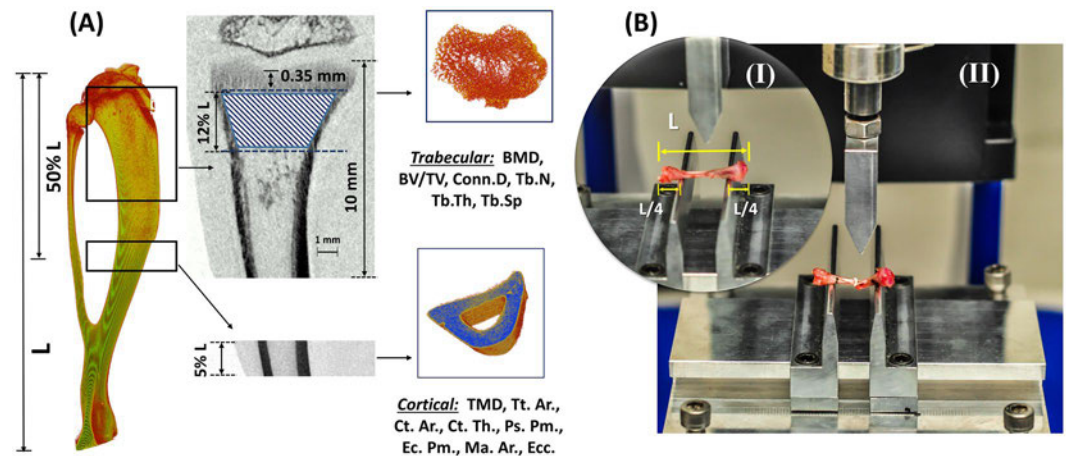 (A)
0.35 mm
12% L
50% L
10 mm
1 mm
L
5% L
Trabecular: BMD,
BV/TV, Conn.D, Tb.N,
Tb.Th, Tb.Sp
Cortical: TMD, Tt. Ar.,
Ct. Ar., Ct. Th., Ps. Pm.,
Ec. Pm., Ma. Ar., Ecc.
(B)
(I)
(II)
L
L/4
L/4